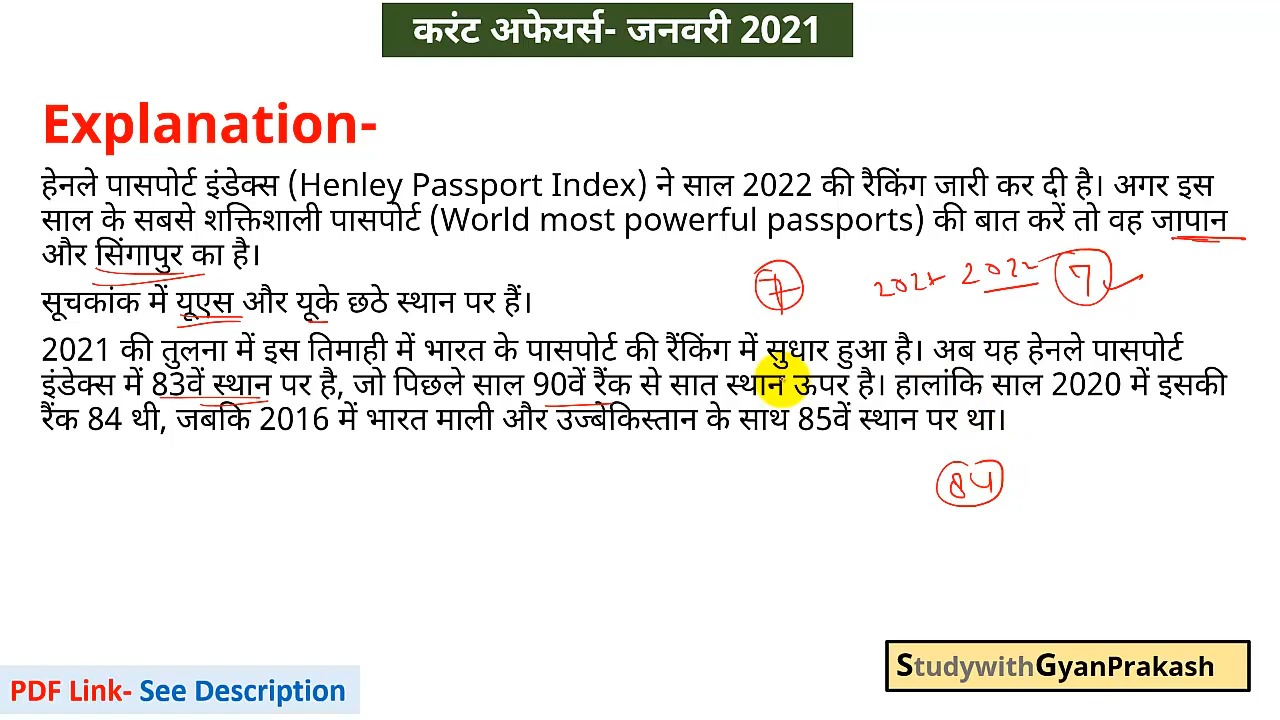 करंट अफेयर्स- जनवरी 2021
Explanation-
हेनले पासपोर्ट इंडेक्स (Henley Passport Index) ने साल 2022 की रैकिंग जारी कर दी है। अगर इस
साल के सबसे शक्तिशाली पासपोर्ट (World most powerful passports) की बात करें तो वह जापान
और सिंगापुर का है।
7 2021 2022 7
सूचकांक में यूएस और यूके छठे स्थान पर हैं।
2021 की तुलना में इस तिमाही में भारत के पासपोर्ट की रैंकिंग में सुधार हुआ है। अब यह हेनले पासपोर्ट
इंडेक्स में 83वें स्थान पर है, जो पिछले साल 90वें रैंक से सात स्थान ऊपर है। हालांकि साल 2020 में इसकी
रैंक 84 थी, जबकि 2016 में भारत माली और उज्बेकिस्तान के साथ 85वें स्थान पर था।
84
StudywithGyanPrakash
PDF Link- See Description